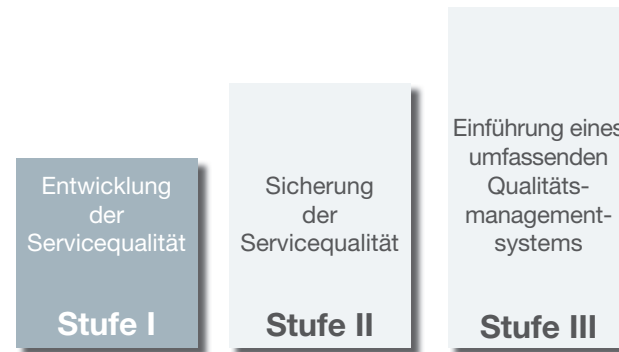 Entwicklung
der
Servicequalität
Stufe I
Sicherung
der
Servicequalität
Stufe II
Einführung eines
umfassenden
Qualitäts-
management-
systems
Stufe III